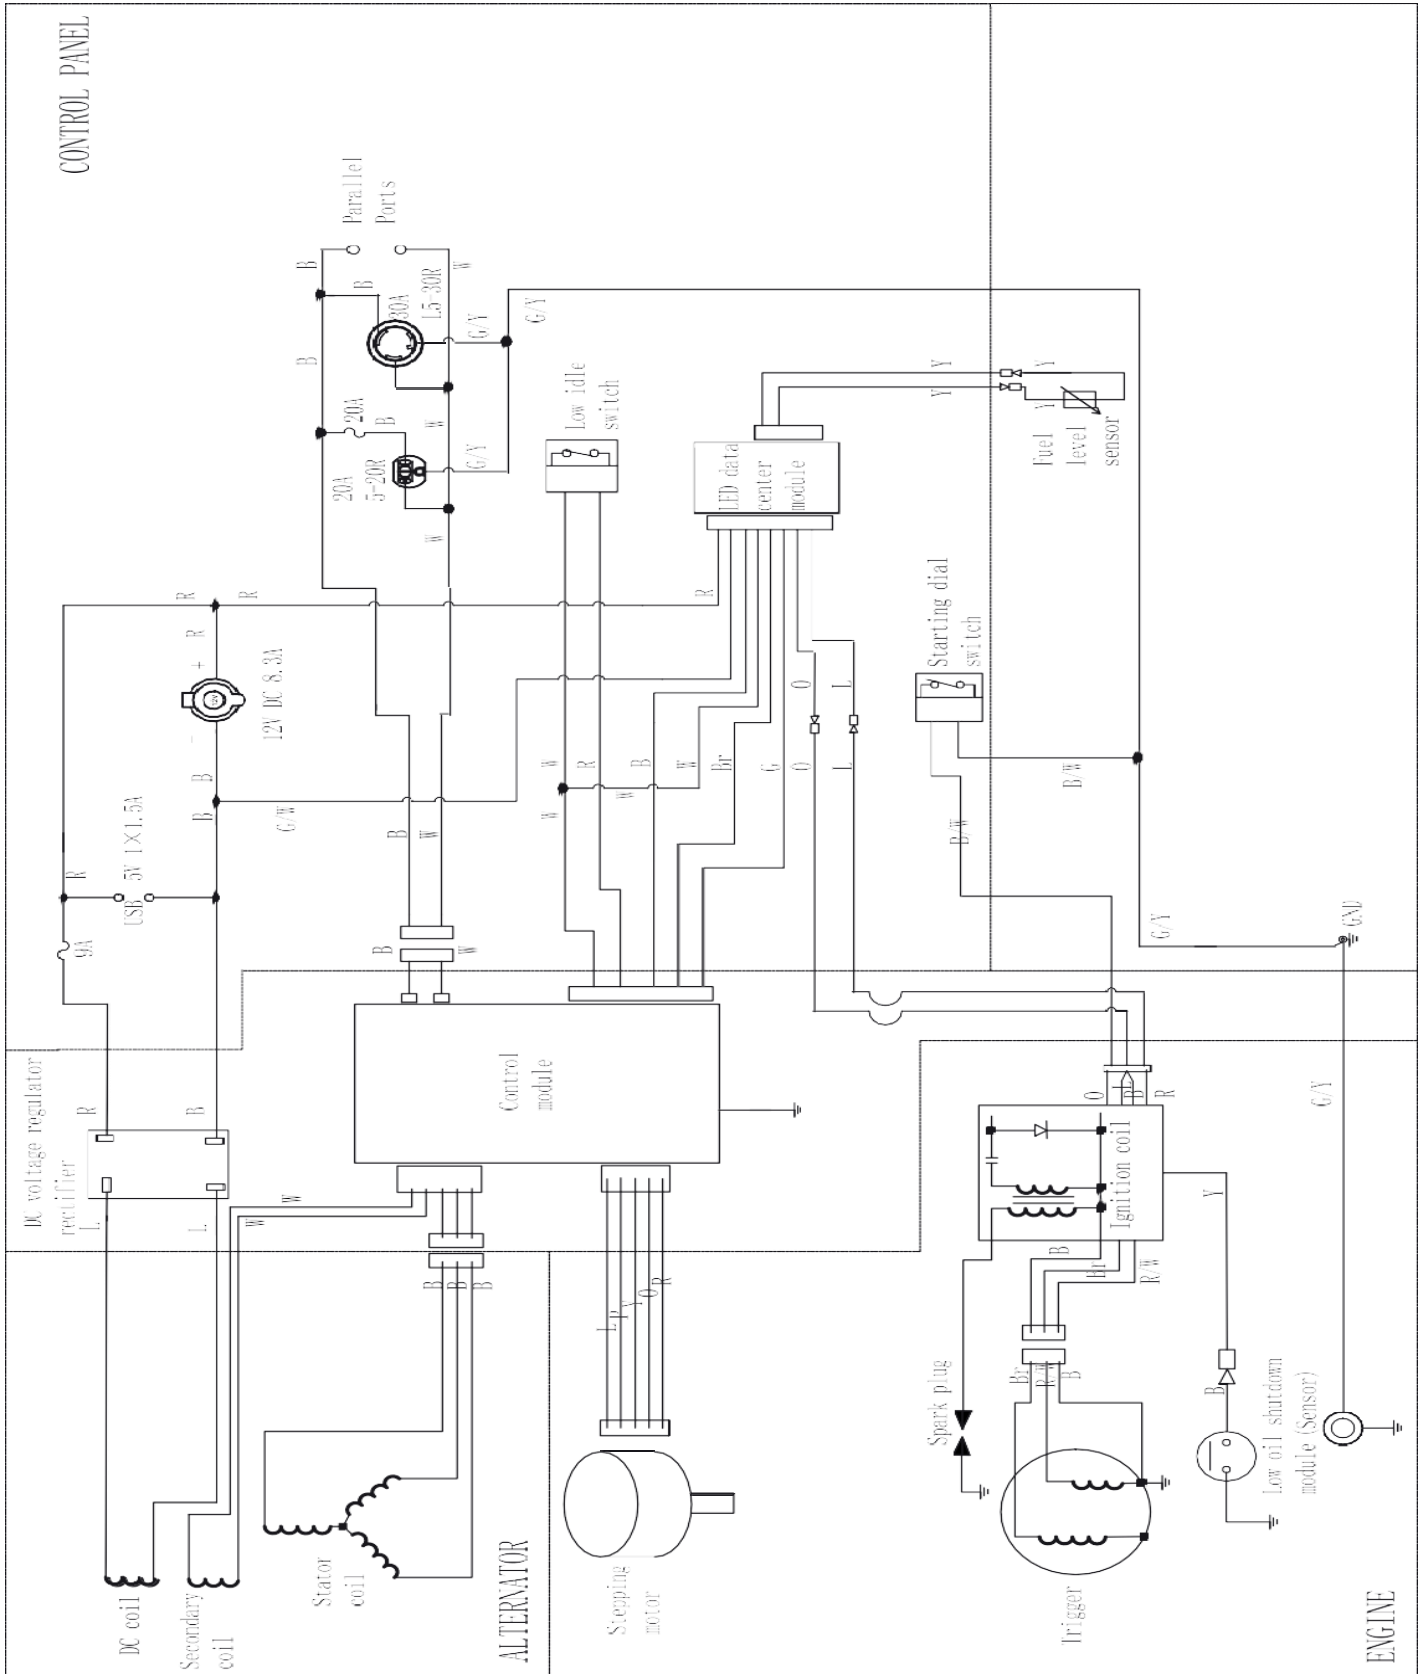 CONTROL PANEL
Parallel
Ports
B
W
B
30A
L5-30R
B
G/Y
G/Y
20A
B
W
20A
5-20R
G/Y
W
Low idle
switch
LED data
center
module
Y
Y
Y
Y
Fuel
level
sensor
R
R
R
+
-
12V DC 8.3A
B
B
G/W
R
USB 5V 1×1.5A
9A
R
O
L
Starting dial
switch
W
R
B
W
Br
G
O
L
W
W
B/W
B/W
B
W
B
W
G/Y
GND
DC voltage regulator
rectifier
R
B
L
L
W
W
Control
module
O
L
B
R
Ignition coil
G/Y
Y
B
Br
R/W
B
B
B
L
P
Y
O
R
Br
R/W
B
Spark plug
B
Low oil shutdown
module (Sensor)
DC coil
Secondary
coil
Stator
coil
ALTERNATOR
Stepping
motor
Trigger
ENGINE